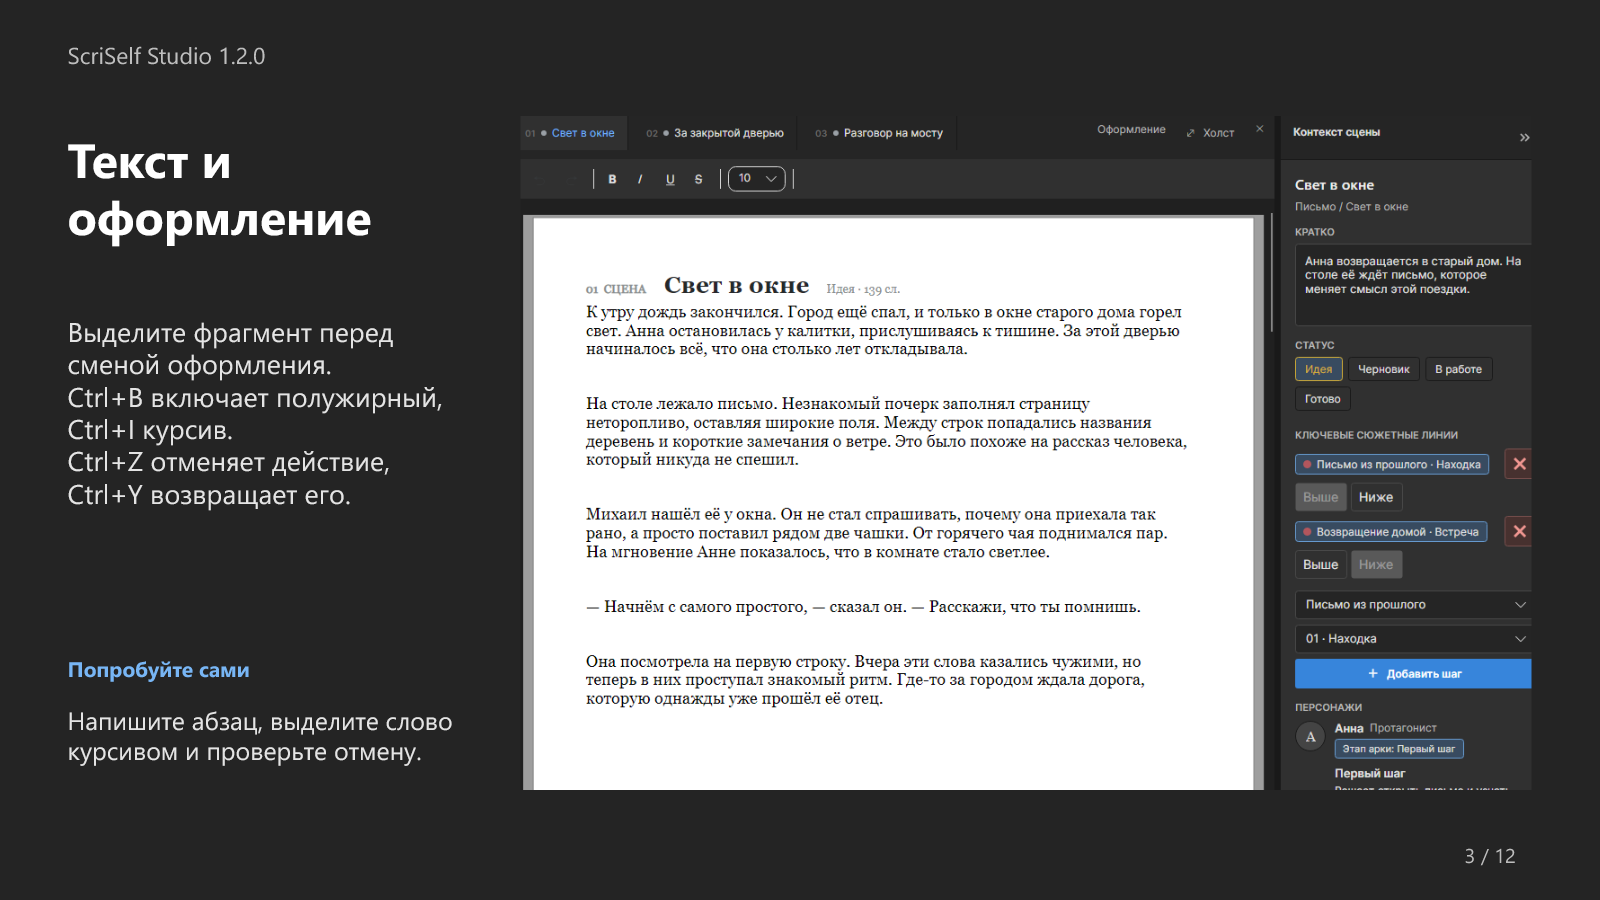 ScriSelf Studio 1.2.0
Текст и
оформление
Выделите фрагмент перед
сменой оформления.
Ctrl+B включает полужирный,
Ctrl+I курсив.
Ctrl+Z отменяет действие,
Ctrl+Y возвращает его.
Попробуйте сами
Напишите абзац, выделите слово
курсивом и проверьте отмену.
01 Свет в окне 02 За закрытой дверью 03 Разговор на мосту Оформление Холст
B I U S 10
01 СЦЕНА Свет в окне Идея · 139 сл.
К утру дождь закончился. Город ещё спал, и только в окне старого дома горел
свет. Анна остановилась у калитки, прислушиваясь к тишине. За этой дверью
начиналось всё, что она столько лет откладывала.
На столе лежало письмо. Незнакомый почерк заполнял страницу
неторопливо, оставляя широкие поля. Между строк попадались названия
деревень и короткие замечания о ветре. Это было похоже на рассказ человека,
который никуда не спешил.
Михаил нашёл её у окна. Он не стал спрашивать, почему она приехала так
рано, а просто поставил рядом две чашки. От горячего чая поднимался пар.
На мгновение Анне показалось, что в комнате стало светлее.
— Начнём с самого простого, — сказал он. — Расскажи, что ты помнишь.
Она посмотрела на первую строку. Вчера эти слова казались чужими, но
теперь в них проступал знакомый ритм. Где-то за городом ждала дорога,
которую однажды уже прошёл её отец.
Контекст сцены
Свет в окне
Письмо / Свет в окне
КРАТКО
Анна возвращается в старый дом. На
столе её ждёт письмо, которое
меняет смысл этой поездки.
СТАТУС
Идея Черновик В работе
Готово
КЛЮЧЕВЫЕ СЮЖЕТНЫЕ ЛИНИИ
Письмо из прошлого · Находка
Выше Ниже
Возвращение домой · Встреча
Выше Ниже
Письмо из прошлого
01 · Находка
+ Добавить шаг
ПЕРСОНАЖИ
А Анна Протагонист
Этап арки: Первый шаг
Первый шаг
3 / 12